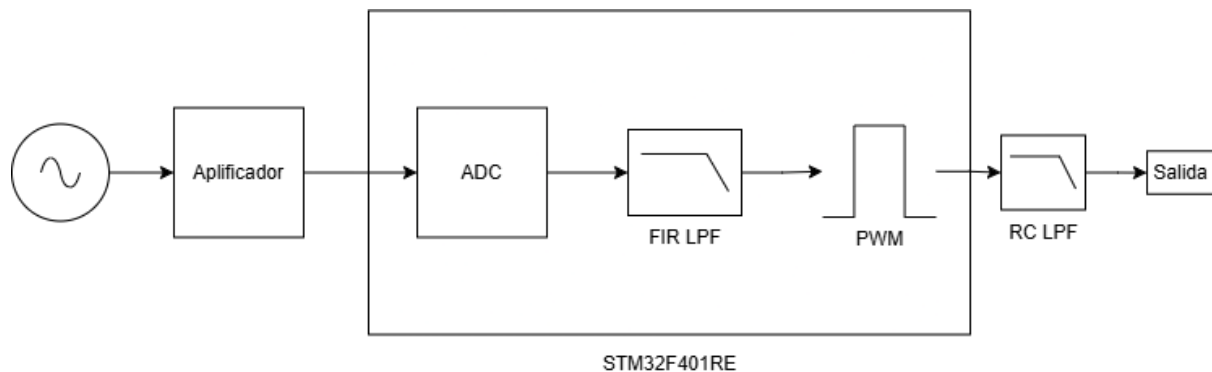 Aplificador
ADC
FIR LPF
PWM
RC LPF
Salida
STM32F401RE